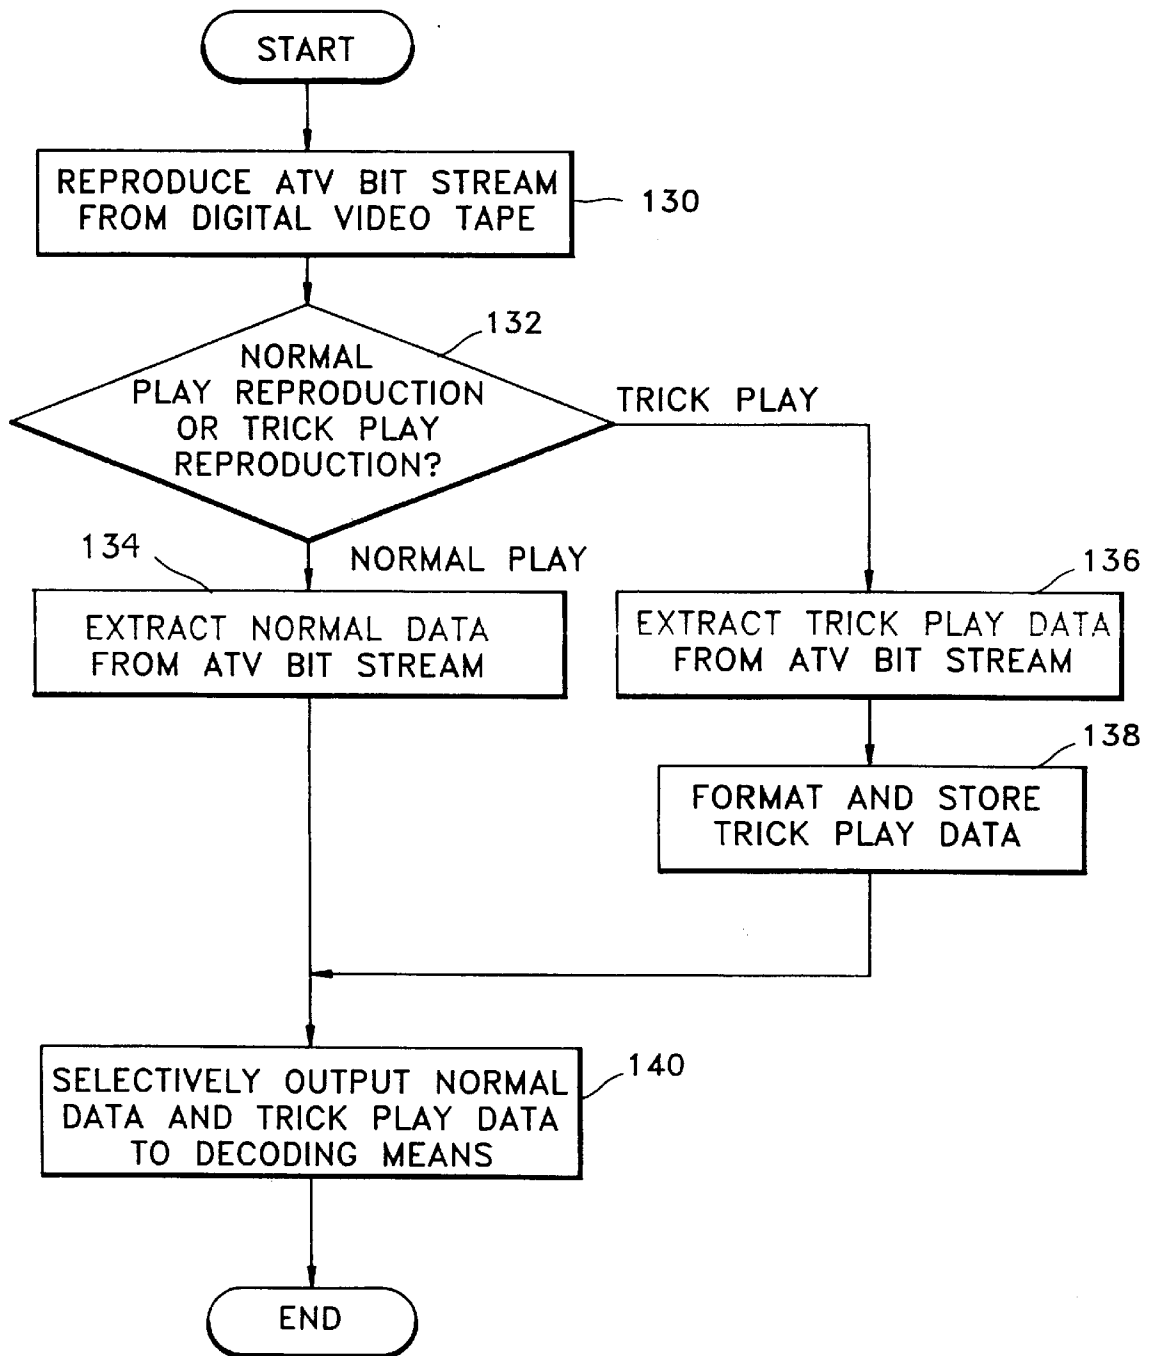 START
REPRODUCE ATV BIT STREAM
FROM DIGITAL VIDEO TAPE
130
132
NORMAL
PLAY REPRODUCTION
OR TRICK PLAY
REPRODUCTION?
TRICK PLAY
134
NORMAL PLAY
136
EXTRACT NORMAL DATA
FROM ATV BIT STREAM
EXTRACT TRICK PLAY DATA
FROM ATV BIT STREAM
138
FORMAT AND STORE
TRICK PLAY DATA
140
SELECTIVELY OUTPUT NORMAL
DATA AND TRICK PLAY DATA
TO DECODING MEANS
END